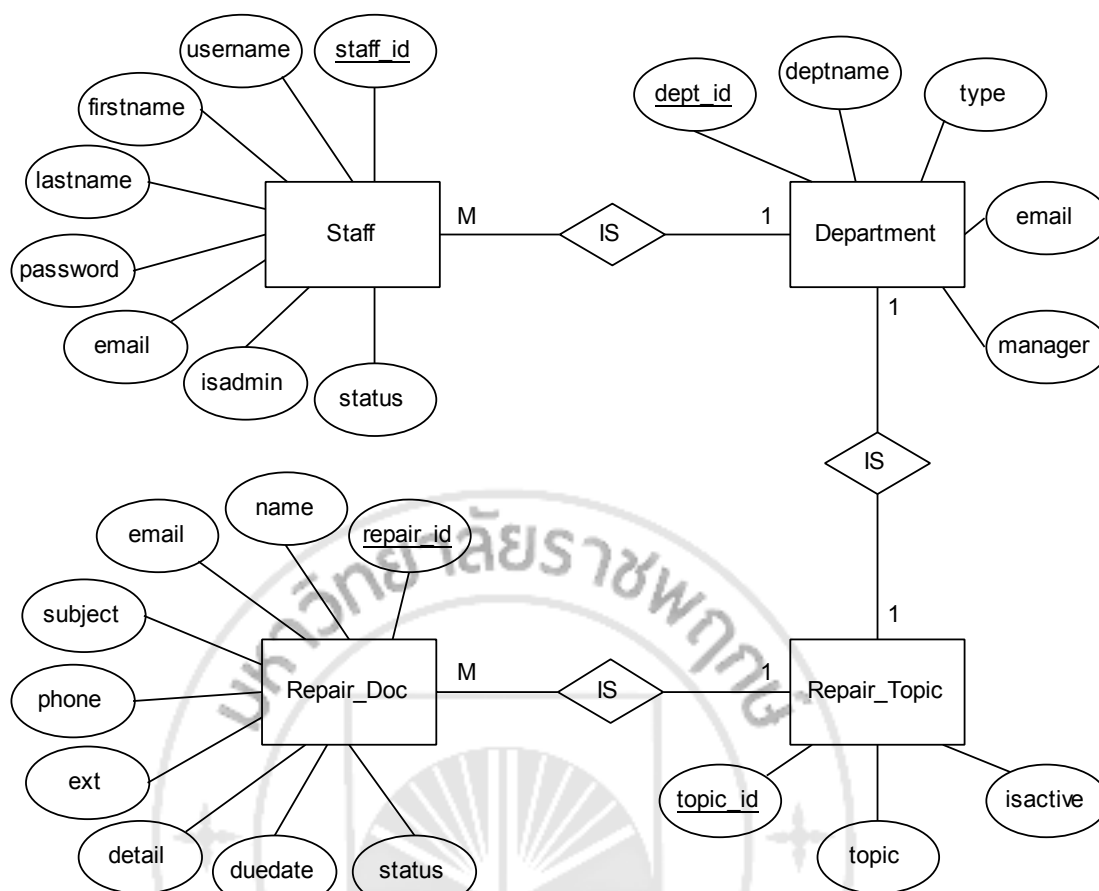 username
staff_id
firstname
lastname
password
email
isadmin
status
Staff
M
IS
1
dept_id
deptname
type
email
manager
Department
1
IS
1
email
name
repair_id
subject
phone
ext
detail
duedate
status
Repair_Doc
M
IS
1
Repair_Topic
topic_id
topic
isactive
มหาวิทยาลัยราชพฤกษ์